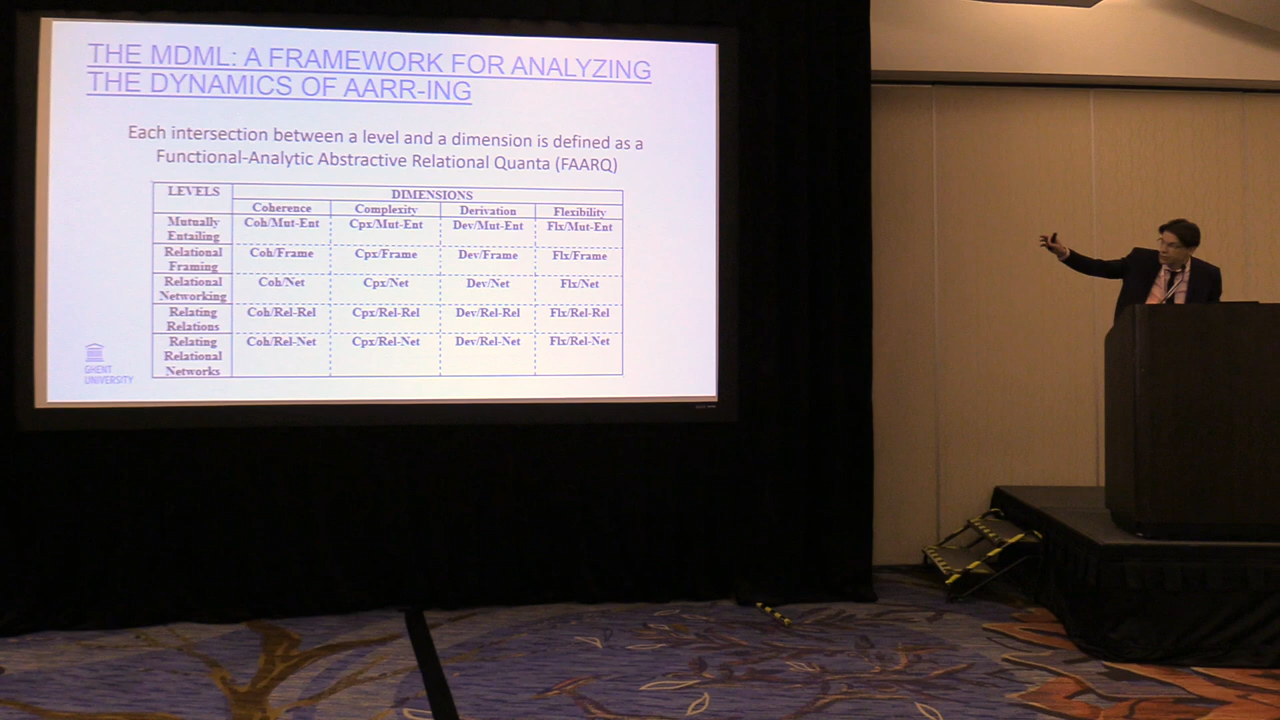 THE MDML: A FRAMEWORK FOR ANALYZING
THE DYNAMICS OF AARR-ING
Each intersection between a level and a dimension is defined as a
Functional-Analytic Abstractive Relational Quanta (FAARQ)
LEVELS DIMENSIONS
Coherence Complexity Derivation Flexibility
Mutually Entailing Coh/Mut-Ent Cpx/Mut-Ent Dev/Mut-Ent Flx/Mut-Ent
Relational Framing Coh/Frame Cpx/Frame Dev/Frame Flx/Frame
Relational Networking Coh/Net Cpx/Net Dev/Net Flx/Net
Relating Relations Coh/Rel-Rel Cpx/Rel-Rel Dev/Rel-Rel Flx/Rel-Rel
Relating Relational Networks Coh/Rel-Net Cpx/Rel-Net Dev/Rel-Net Flx/Rel-Net
GHENT
UNIVERSITY